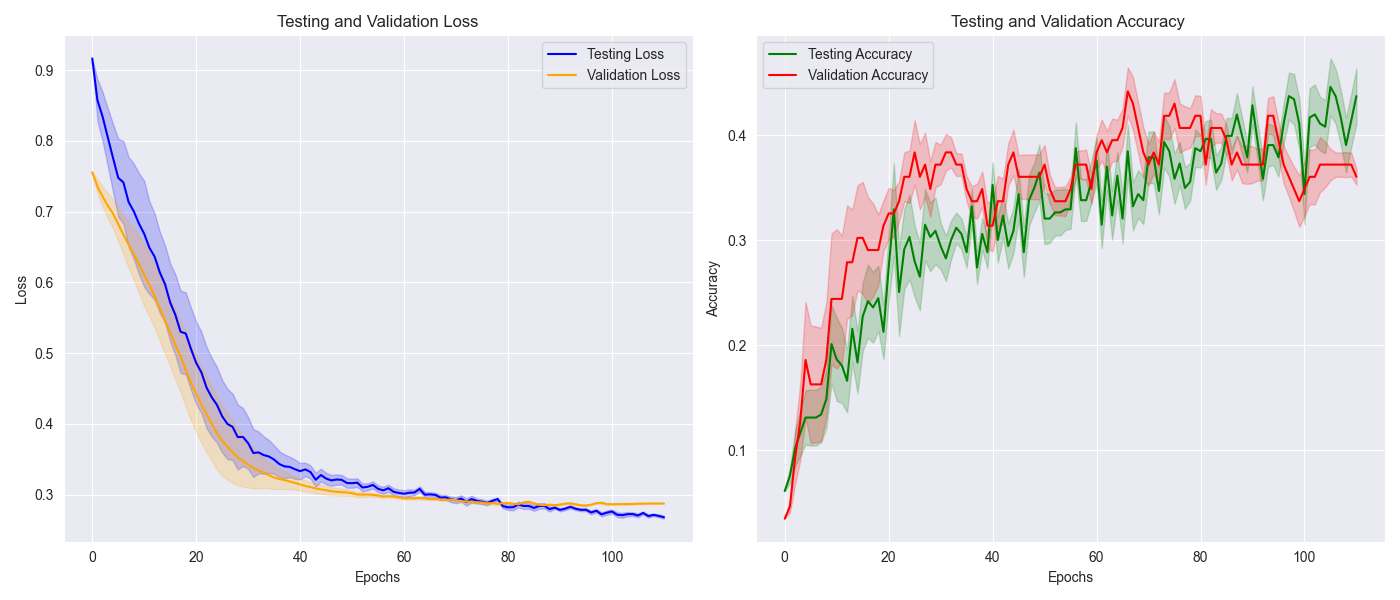 Testing and Validation Loss
Testing Loss
Validation Loss
0.9
0.8
0.7
0.6
0.5
0.4
0.3
Loss
0 20 40 60 80 100
Epochs
Testing and Validation Accuracy
Testing Accuracy
Validation Accuracy
0.4
0.3
0.2
0.1
Accuracy
0 20 40 60 80 100
Epochs